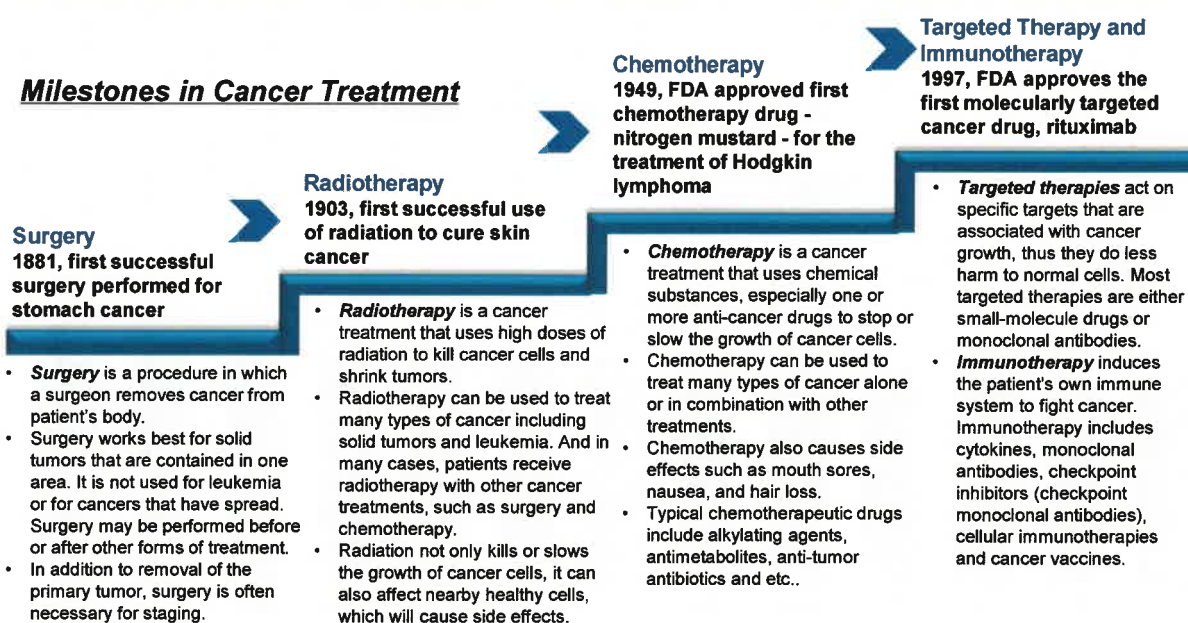 Milestones in Cancer Treatment
Surgery
1881, first successful
surgery performed for
stomach cancer
• Surgery is a procedure in which
a surgeon removes cancer from
patient's body.
• Surgery works best for solid
tumors that are contained in one
area. It is not used for leukemia
or for cancers that have spread.
Surgery may be performed before
or after other forms of treatment.
• In addition to removal of the
primary tumor, surgery is often
necessary for staging.
Radiotherapy
1903, first successful use
of radiation to cure skin
cancer
• Radiotherapy is a cancer
treatment that uses high doses of
radiation to kill cancer cells and
shrink tumors.
• Radiotherapy can be used to treat
many types of cancer including
solid tumors and leukemia. And in
many cases, patients receive
radiotherapy with other cancer
treatments, such as surgery and
chemotherapy.
• Radiation not only kills or slows
the growth of cancer cells, it can
also affect nearby healthy cells,
which will cause side effects.
Chemotherapy
1949, FDA approved first
chemotherapy drug -
nitrogen mustard - for the
treatment of Hodgkin
lymphoma
• Chemotherapy is a cancer
treatment that uses chemical
substances, especially one or
more anti-cancer drugs to stop or
slow the growth of cancer cells.
• Chemotherapy can be used to
treat many types of cancer alone
or in combination with other
treatments.
• Chemotherapy also causes side
effects such as mouth sores,
nausea, and hair loss.
• Typical chemotherapeutic drugs
include alkylating agents,
antimetabolites, anti-tumor
antibiotics and etc..
Targeted Therapy and
Immunotherapy
1997, FDA approves the
first molecularly targeted
cancer drug, rituximab
• Targeted therapies act on
specific targets that are
associated with cancer
growth, thus they do less
harm to normal cells. Most
targeted therapies are either
small-molecule drugs or
monoclonal antibodies.
• Immunotherapy induces
the patient's own immune
system to fight cancer.
Immunotherapy includes
cytokines, monoclonal
antibodies, checkpoint
inhibitors (checkpoint
monoclonal antibodies),
cellular immunotherapies
and cancer vaccines.